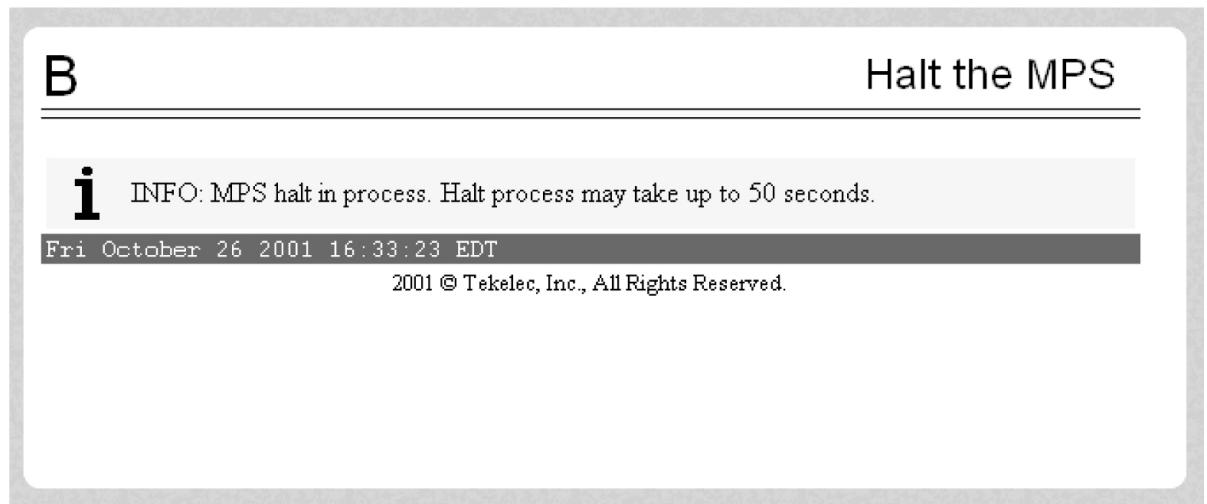 B Halt the MPS
i INFO: MPS halt in process. Halt process may take up to 50 seconds.
Fri October 26 2001 16:33:23 EDT
2001 © Tekelec, Inc., All Rights Reserved.